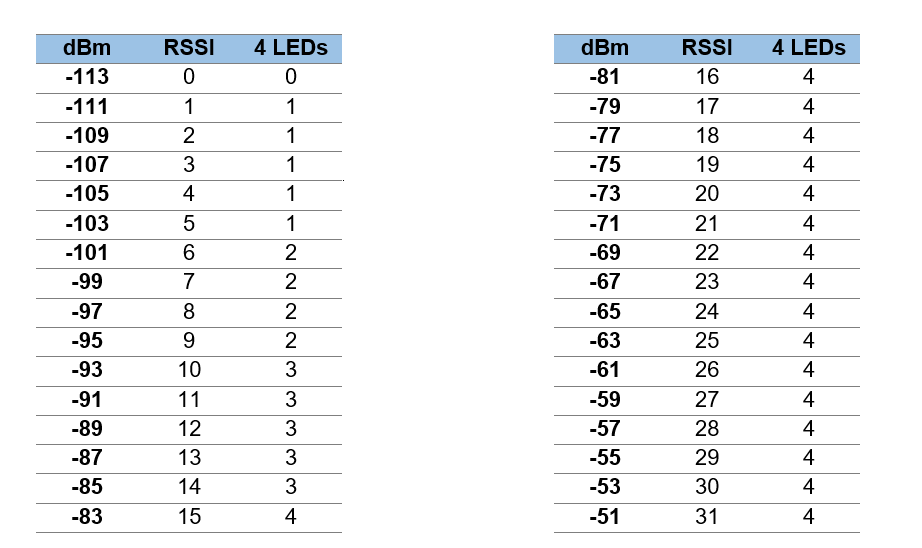 dBm RSSI 4 LEDs
-113 0 0
-111 1 1
-109 2 1
-107 3 1
-105 4 1
-103 5 1
-101 6 2
-99 7 2
-97 8 2
-95 9 2
-93 10 3
-91 11 3
-89 12 3
-87 13 3
-85 14 3
-83 15 4
dBm RSSI 4 LEDs
-81 16 4
-79 17 4
-77 18 4
-75 19 4
-73 20 4
-71 21 4
-69 22 4
-67 23 4
-65 24 4
-63 25 4
-61 26 4
-59 27 4
-57 28 4
-55 29 4
-53 30 4
-51 31 4